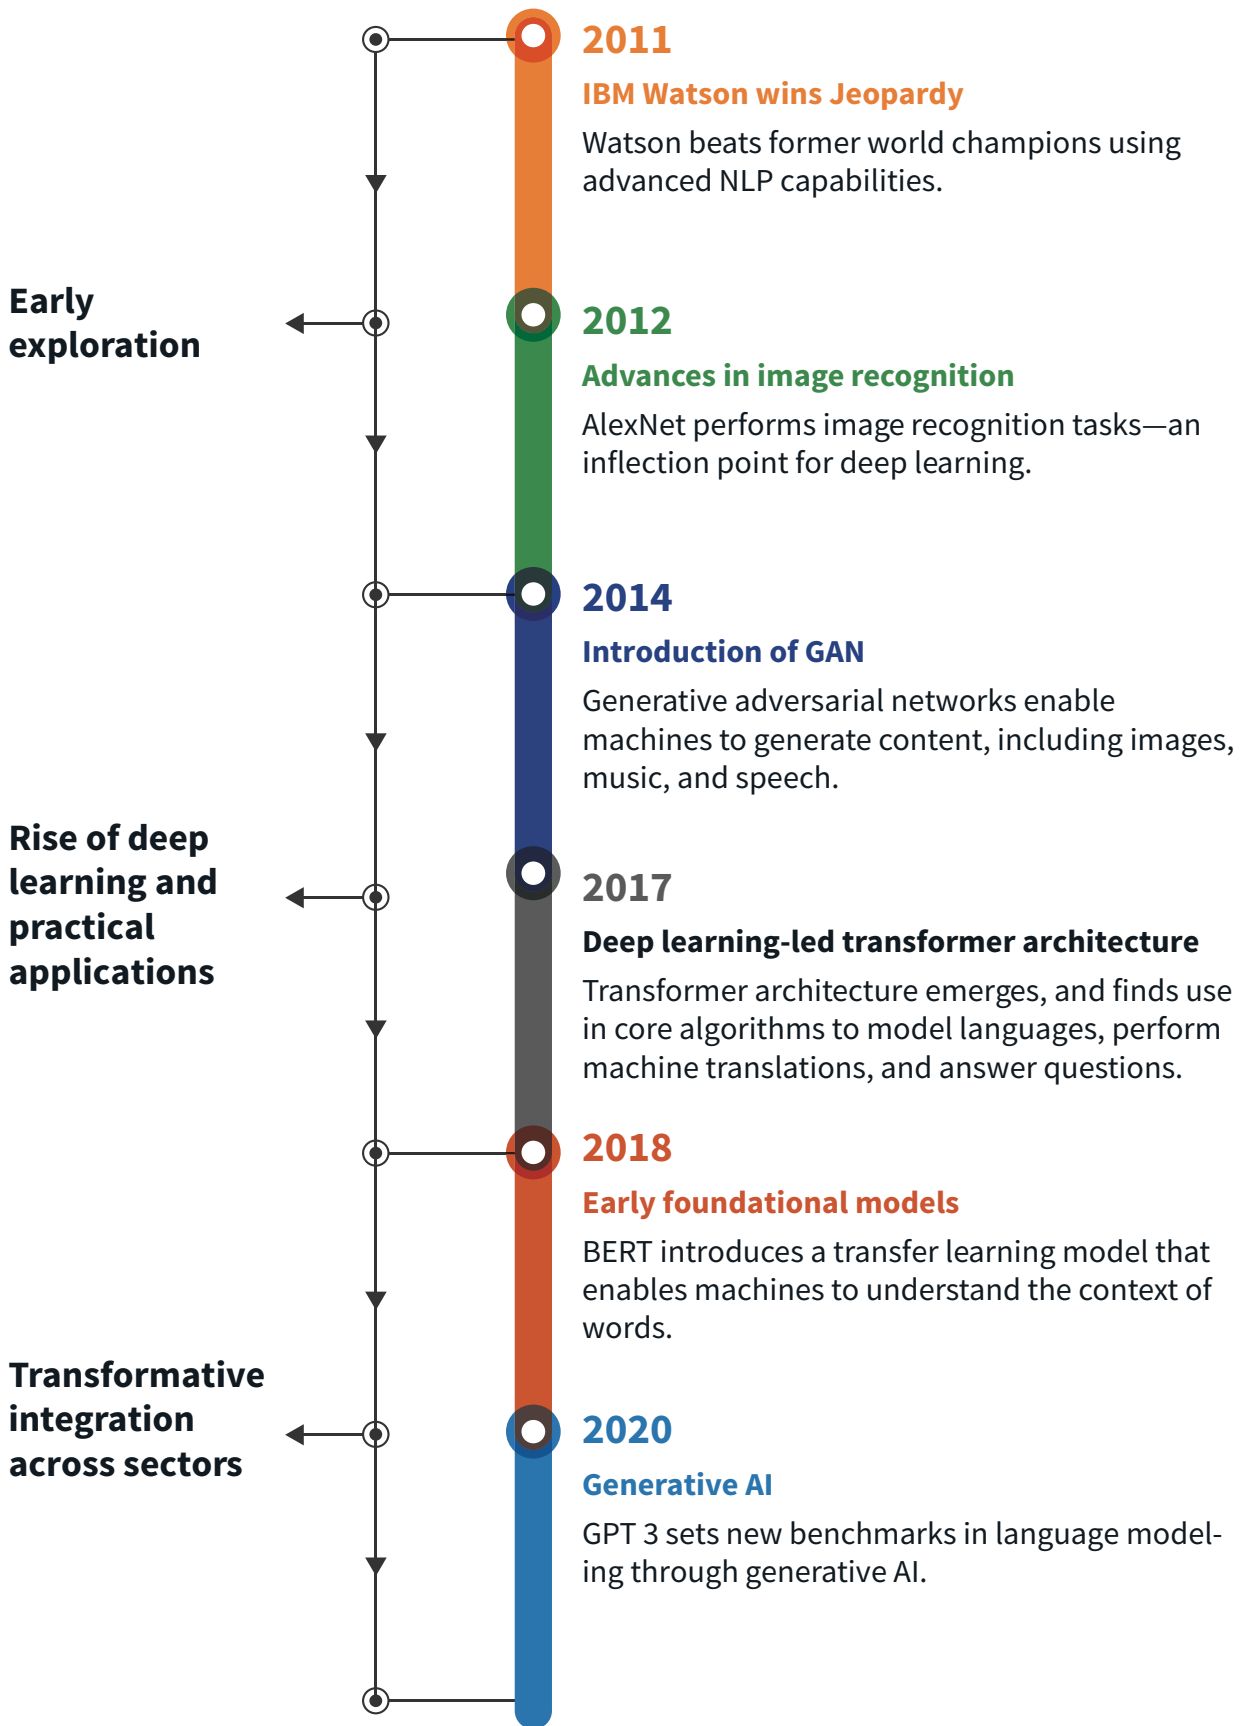 2011
IBM Watson wins Jeopardy
Watson beats former world champions using
advanced NLP capabilities.
Early
exploration
2012
Advances in image recognition
AlexNet performs image recognition tasks—an
inflection point for deep learning.
2014
Introduction of GAN
Generative adversarial networks enable
machines to generate content, including images,
music, and speech.
Rise of deep
learning and
practical
applications
2017
Deep learning-led transformer architecture
Transformer architecture emerges, and finds use
in core algorithms to model languages, perform
machine translations, and answer questions.
2018
Early foundational models
BERT introduces a transfer learning model that
enables machines to understand the context of
words.
Transformative
integration
across sectors
2020
Generative AI
GPT 3 sets new benchmarks in language model-
ing through generative AI.